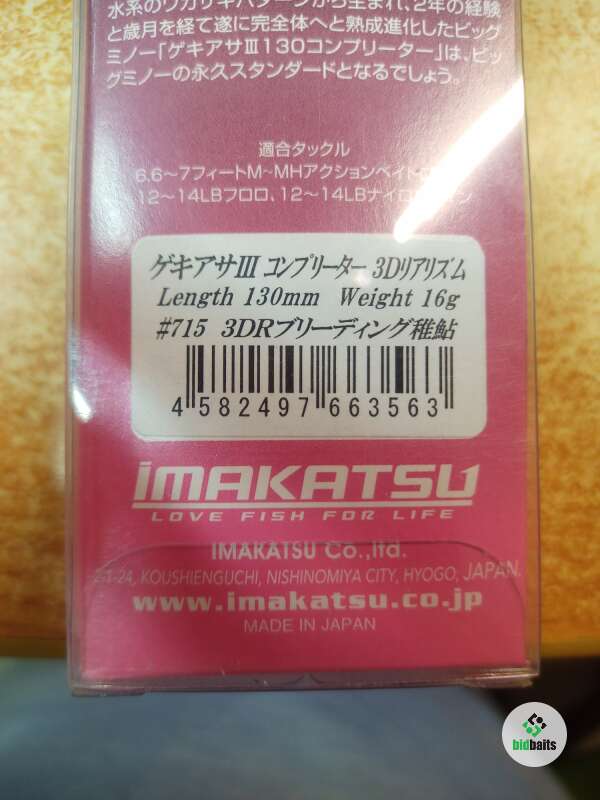 水系のワカサギパターンから生まれ、2年の経験
と歳月を経て遂に完全体へと熟成進化したビッグ
ミノー「ゲキアサⅢ130コンプリーター」は、ビッ
グミノーの永久スタンダードとなるでしょう。
適合タックル
6.6〜7フィートM〜MHアクションベイト
12〜14LBフロロ、12〜14LBナイロン
ゲキアサⅢ コンプリーター 3Dリアリズム
Length 130mm Weight 16g
#715 3DRブリーディング稚鮎
4 582497 663563
IMAKATSU
LOVE FISH FOR LIFE
IMAKATSU Co.,ltd.
2-1-24, KOUSHIENGUCHI, NISHINOMIYA CITY, HYOGO, JAPAN.
www.imakatsu.co.jp
MADE IN JAPAN
bidbaits